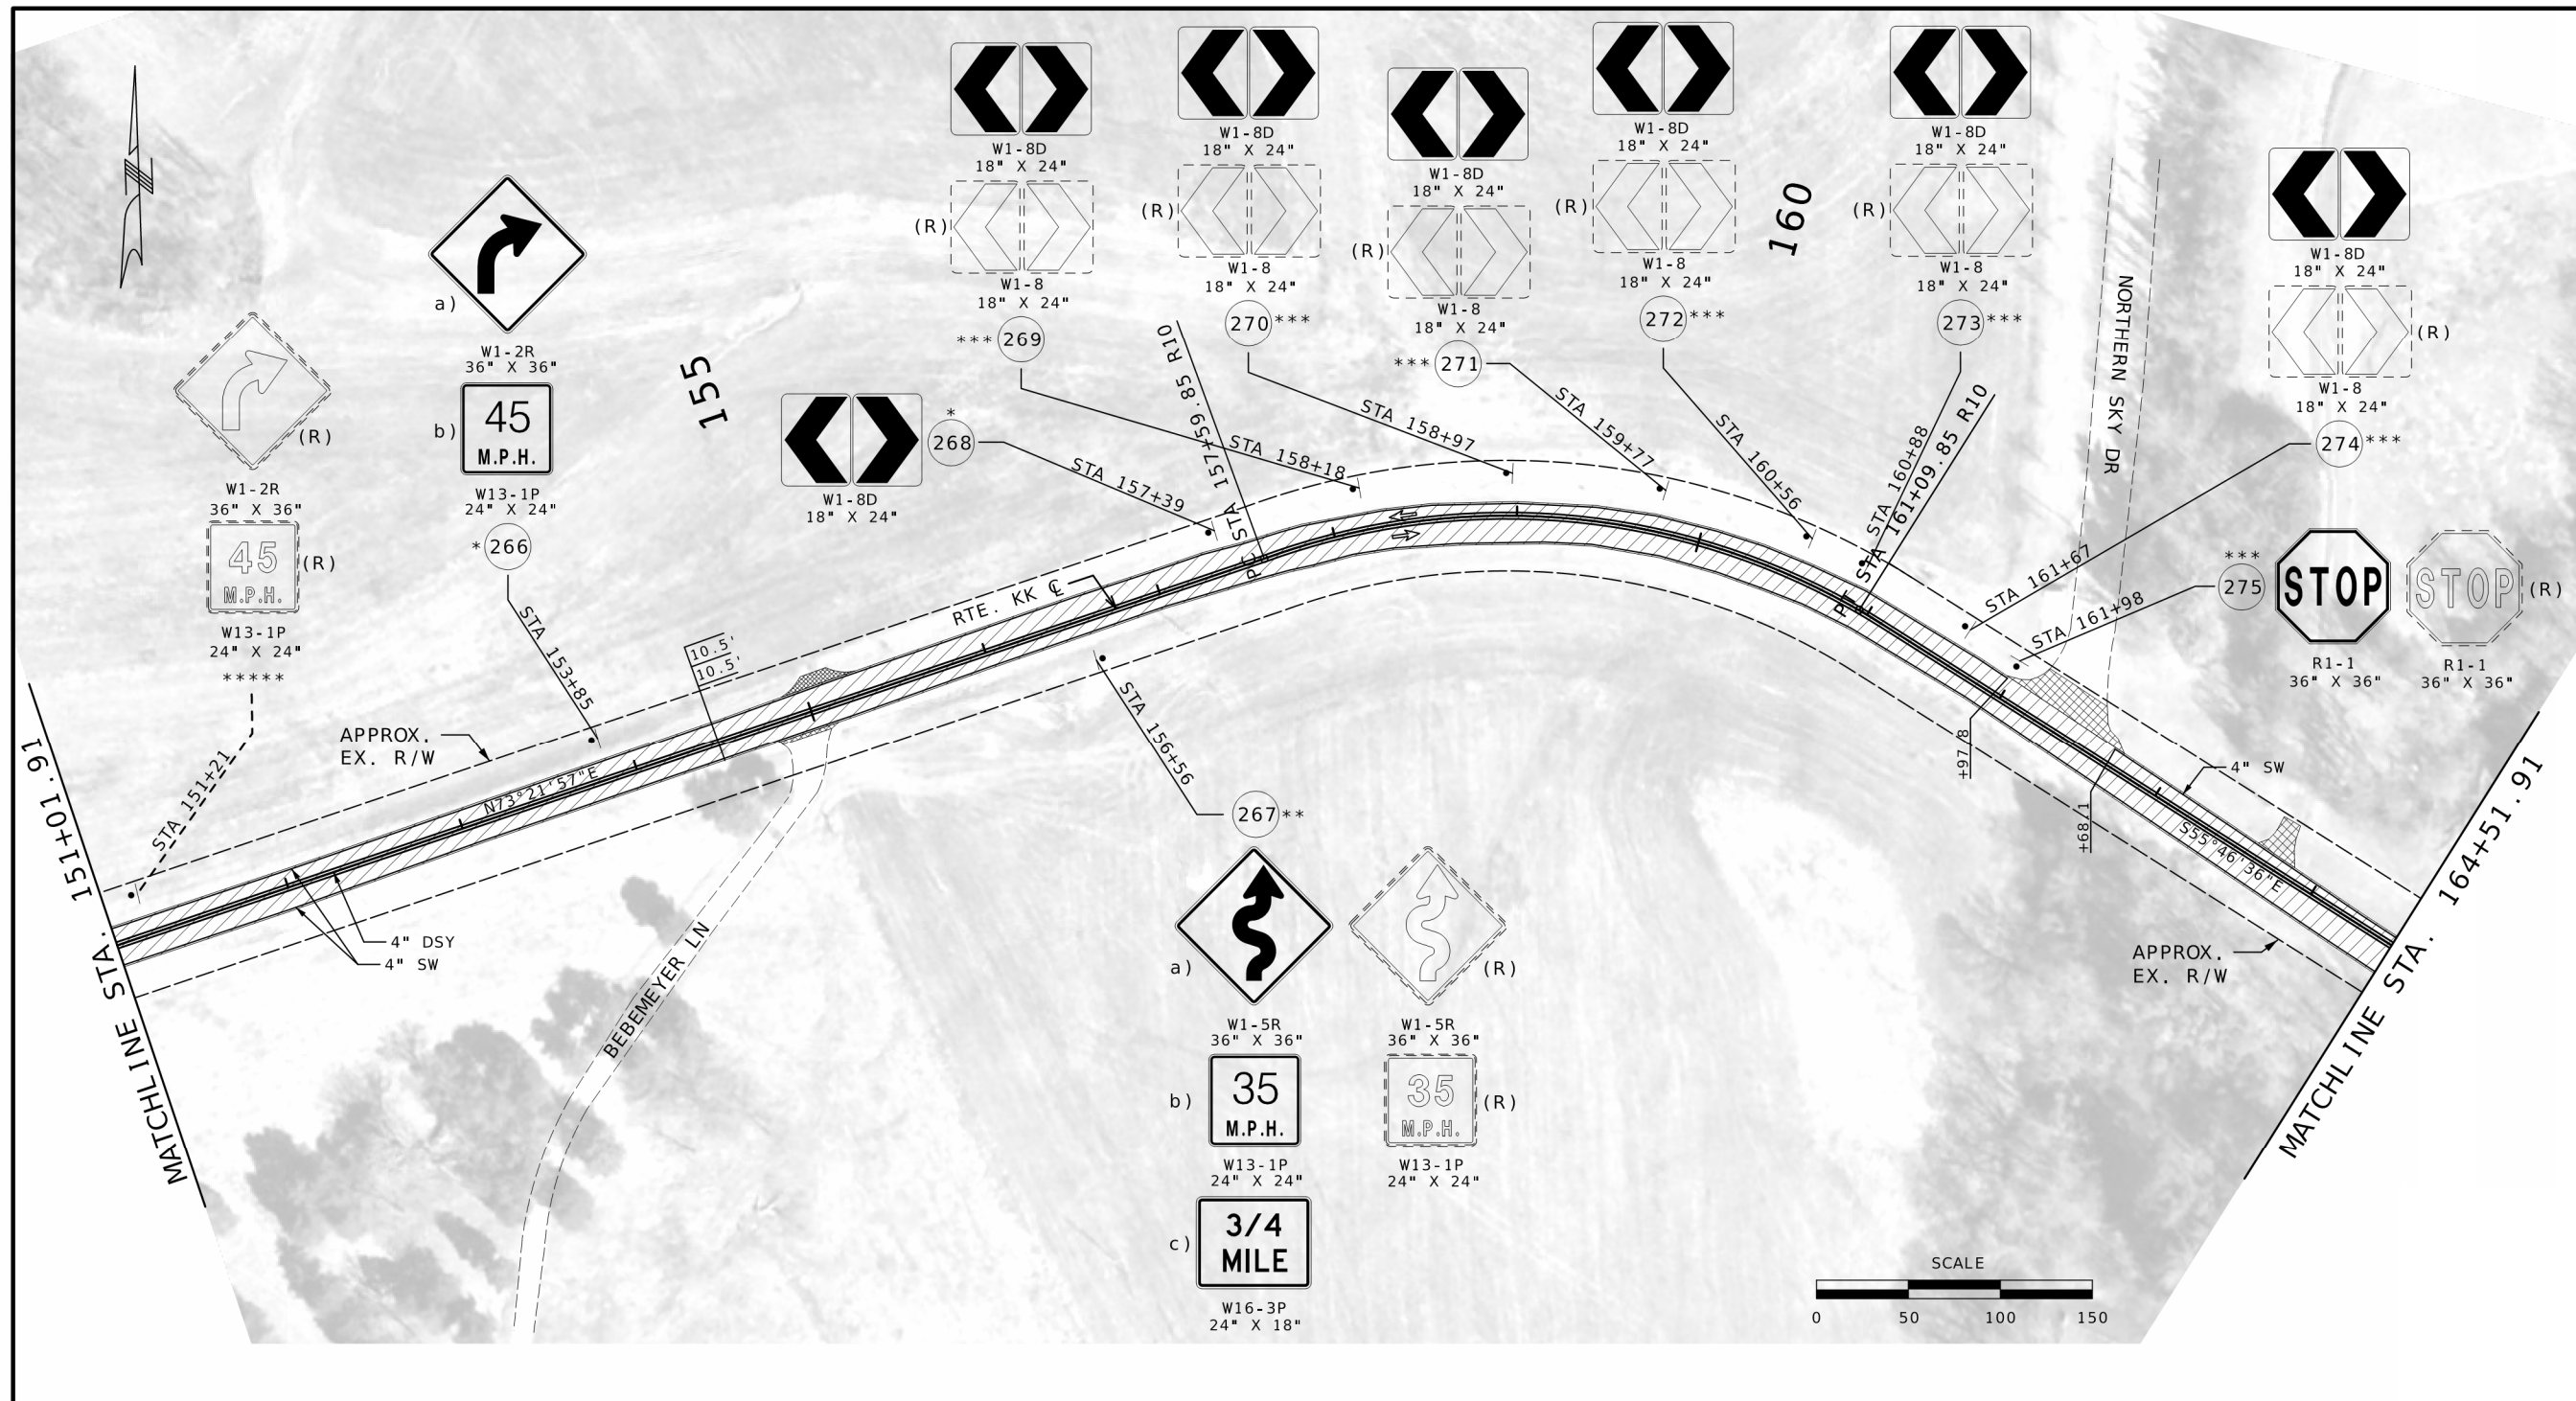 W1-8D
18" X 24"
(R)
W1-8
18" X 24"
*** 269
W1-8D
18" X 24"
(R)
W1-8
18" X 24"
270 ***
W1-8D
18" X 24"
(R)
W1-8
18" X 24"
*** 271
W1-8D
18" X 24"
(R)
W1-8
18" X 24"
272 ***
160
W1-8D
18" X 24"
(R)
W1-8
18" X 24"
273 ***
W1-8D
18" X 24"
(R)
W1-8
18" X 24"
274 ***
NORTHERN SKY DR
N
a)
W1-2R
36" X 36"
b)
45
M.P.H.
W13-1P
24" X 24"
* 266
STA 153+85
(R)
W1-2R
36" X 36"
45
M.P.H.
(R)
W13-1P
24" X 24"
*****
STA 151+21
155
W1-8D
18" X 24"
*
268
STA 157+39
STA 158+18
PC STA 157+59.85 R10
STA 158+97
STA 159+77
STA 160+56
STA 160+88
PT STA 161+09.85 R10
STA 161+67
STA 161+98
***
275
STOP
R1-1
36" X 36"
STOP
(R)
R1-1
36" X 36"
RTE. KK ℄
10.5'
10.5'
APPROX.
EX. R/W
N73°21'57"E
STA 156+56
267 **
+97.8
+68.1
4" SW
S55°46'36"E
4" DSY
4" SW
BEBEMEYER LN
MATCHLINE STA. 151+01.91
MATCHLINE STA. 164+51.91
APPROX.
EX. R/W
a)
W1-5R
36" X 36"
(R)
W1-5R
36" X 36"
b)
35
M.P.H.
W13-1P
24" X 24"
35
M.P.H.
(R)
W13-1P
24" X 24"
c)
3/4
MILE
W16-3P
24" X 18"
SCALE
0 50 100 150